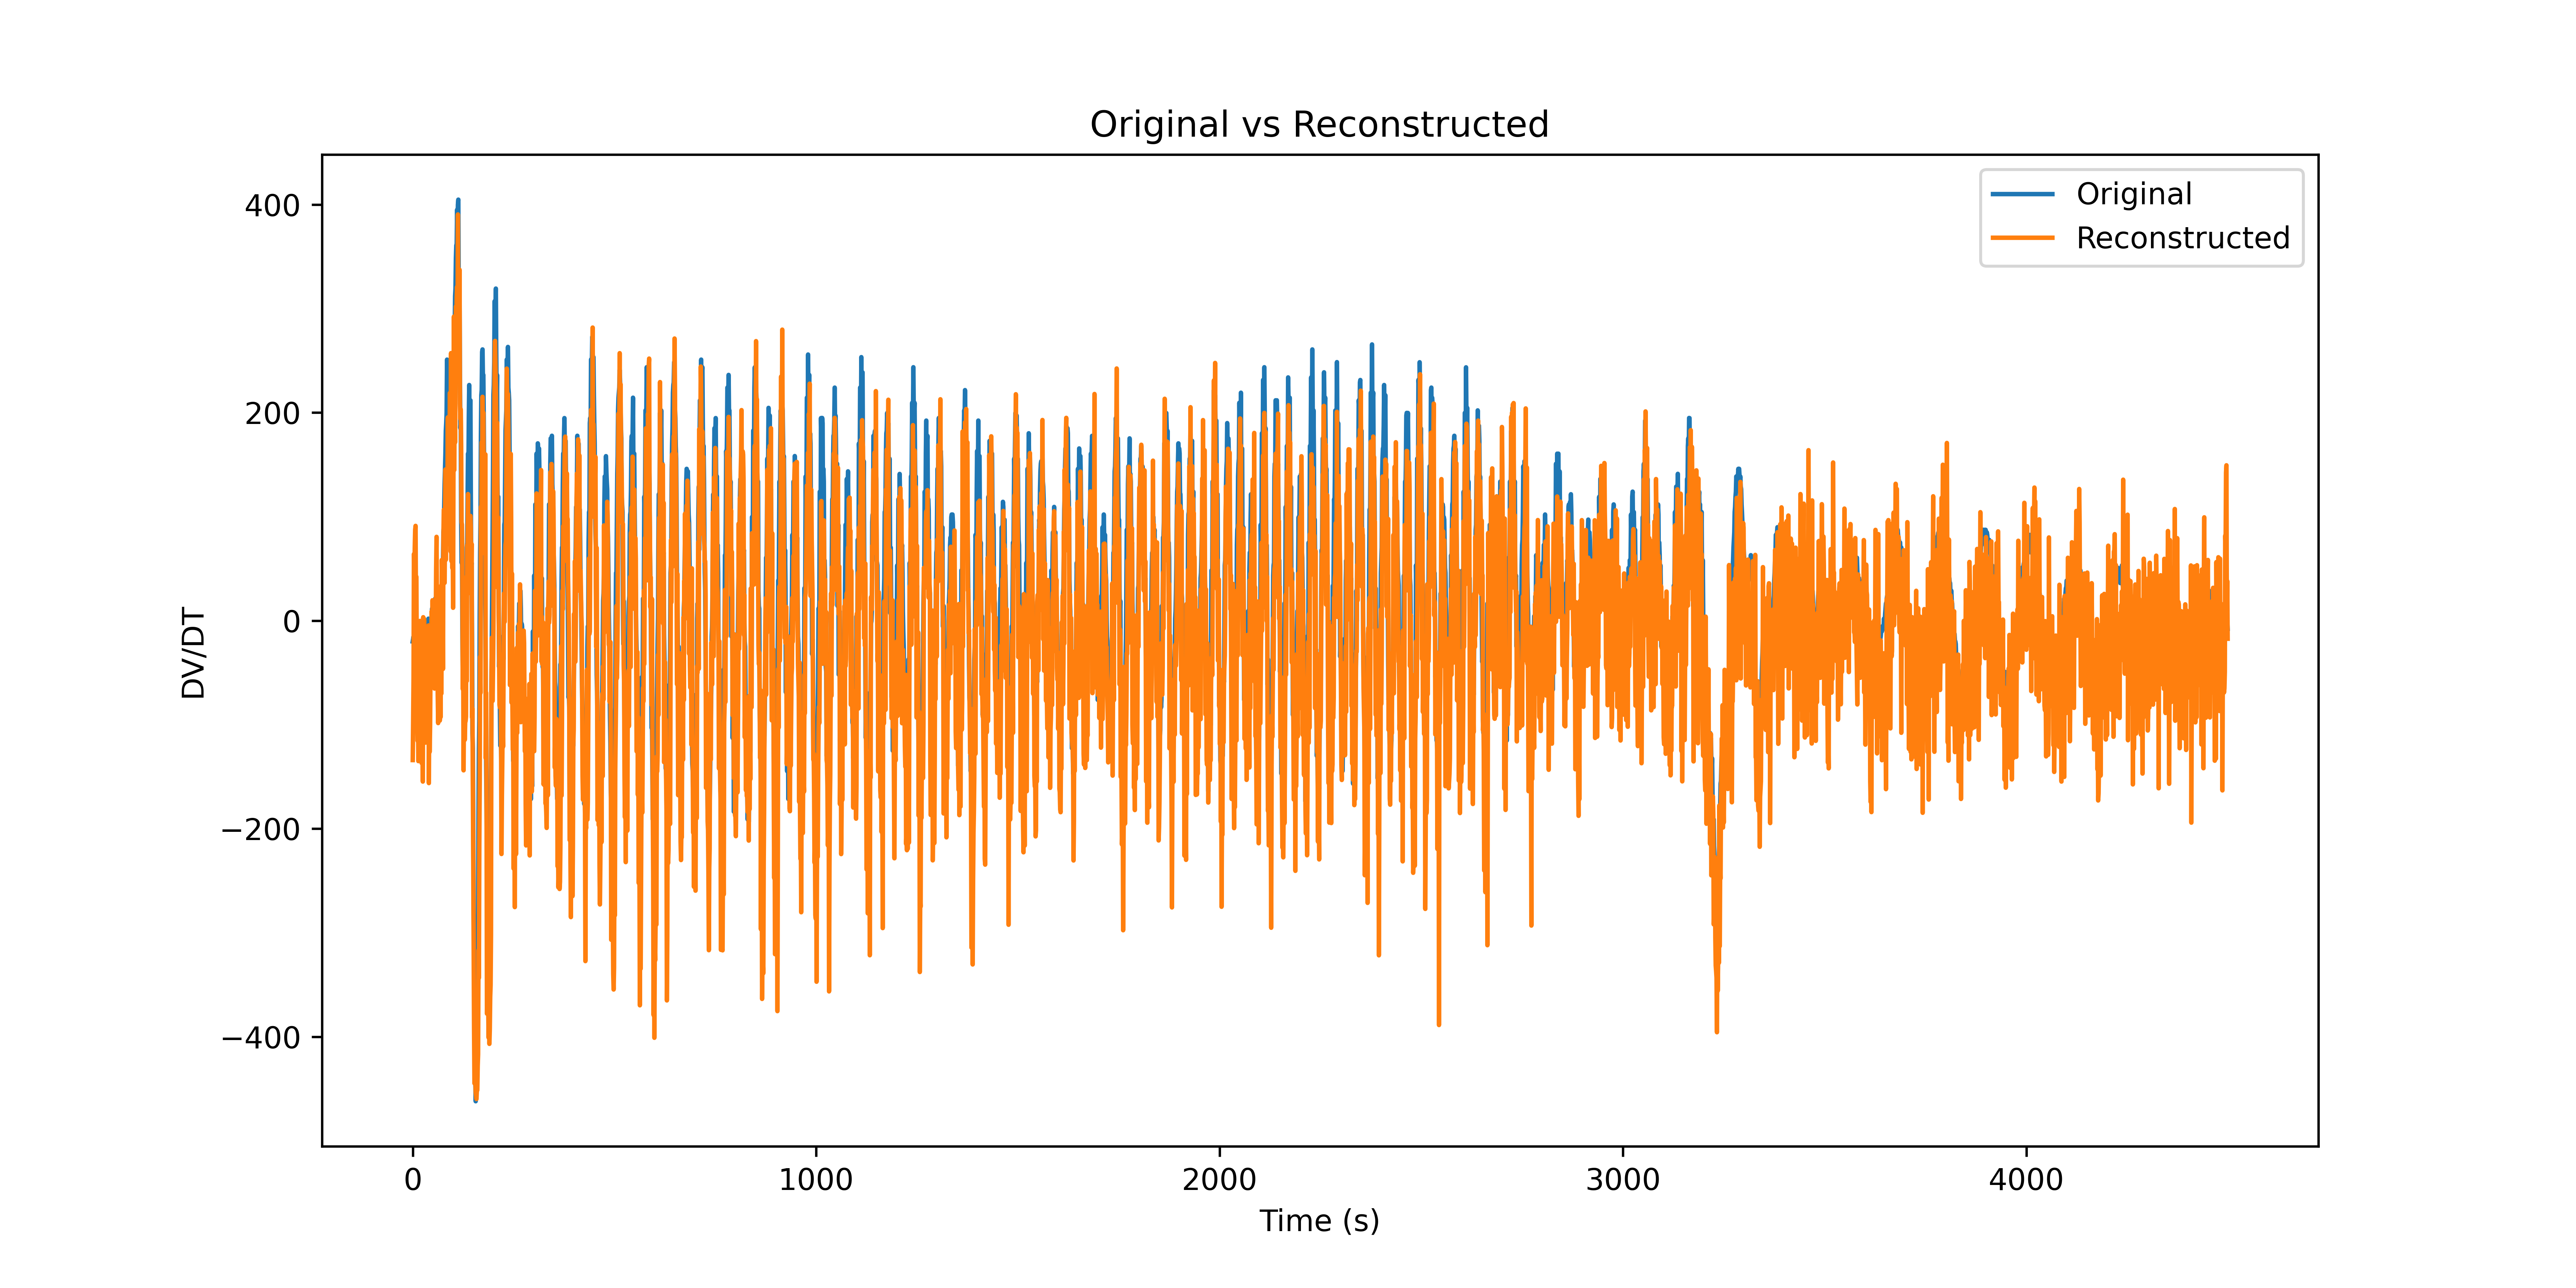 Original vs Reconstructed
Original
Reconstructed
400
200
0
−200
−400
DV/DT
0
1000
2000
3000
4000
Time (s)